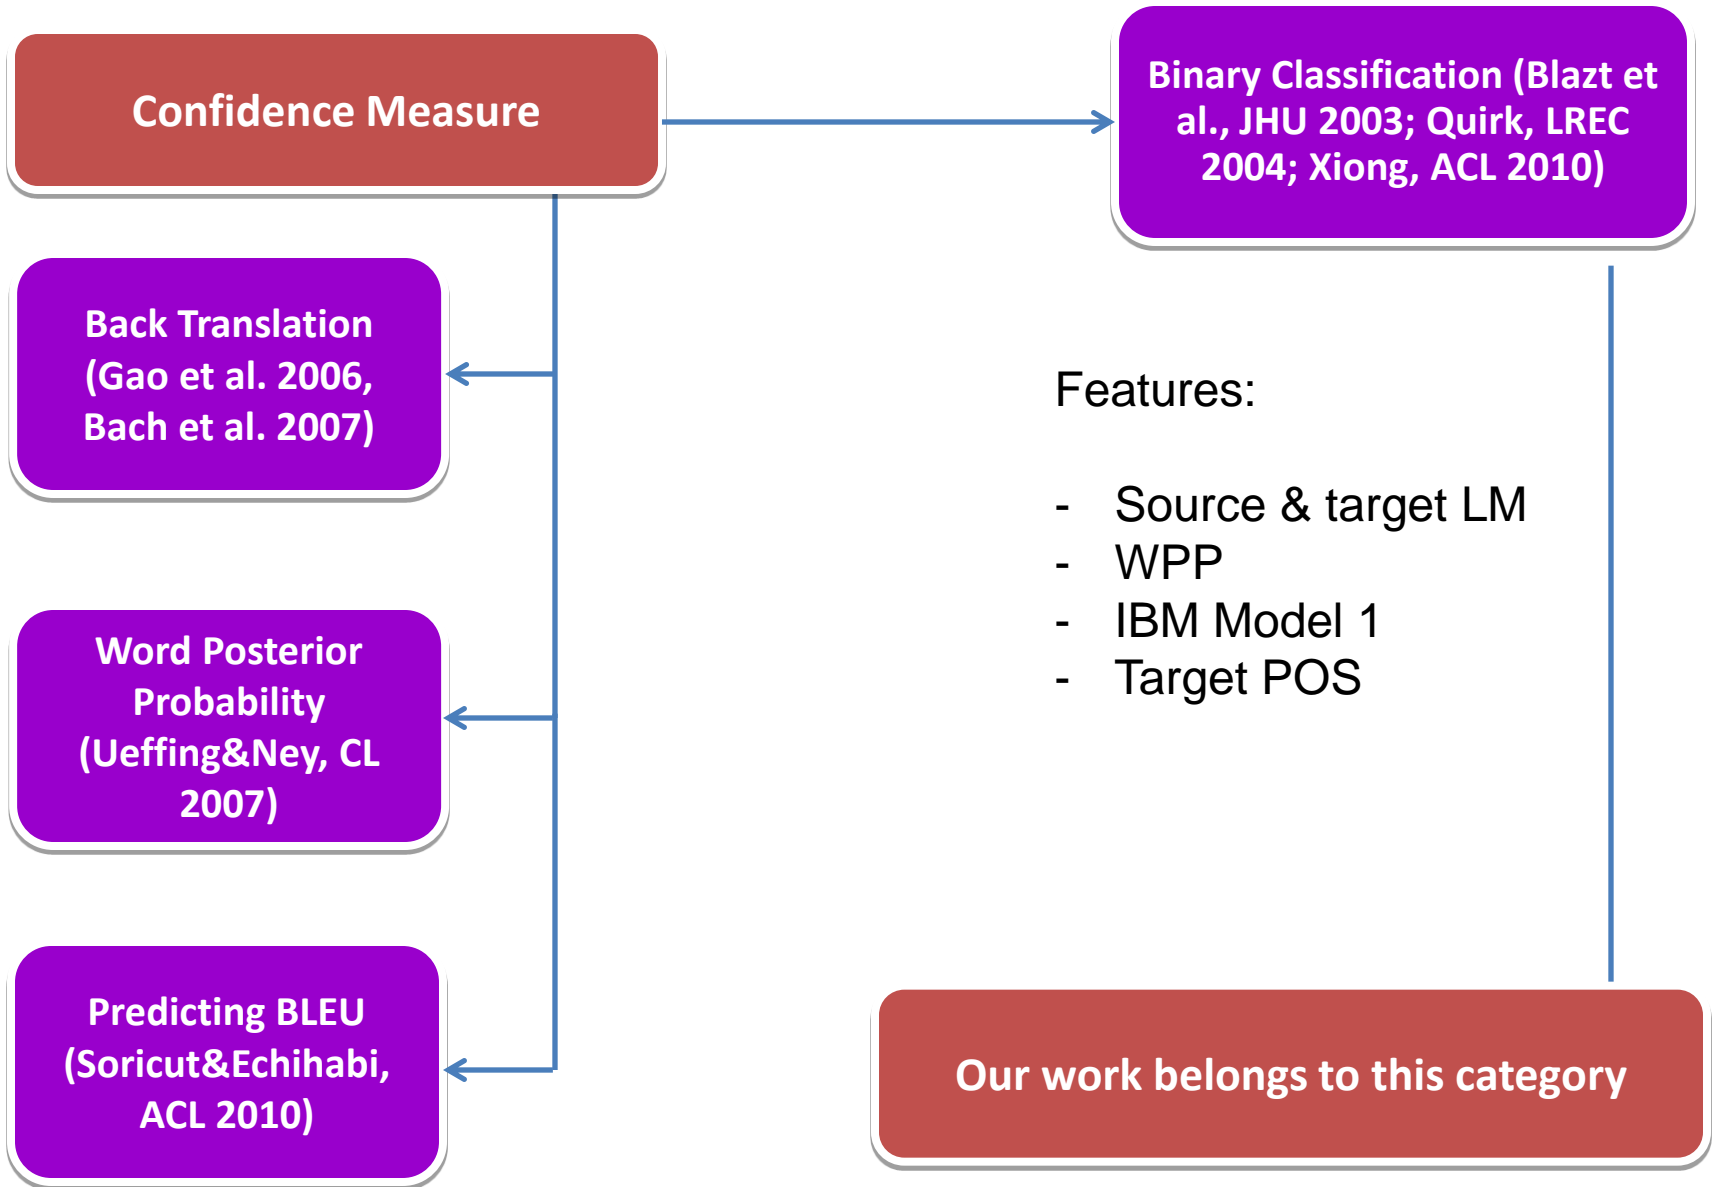 Confidence Measure
Binary Classification (Blazt et
al., JHU 2003; Quirk, LREC
2004; Xiong, ACL 2010)
Back Translation
(Gao et al. 2006,
Bach et al. 2007)
Features:
- Source & target LM
- WPP
- IBM Model 1
- Target POS
Word Posterior
Probability
(Ueffing&Ney, CL
2007)
Predicting BLEU
(Soricut&Echihabi,
ACL 2010)
Our work belongs to this category